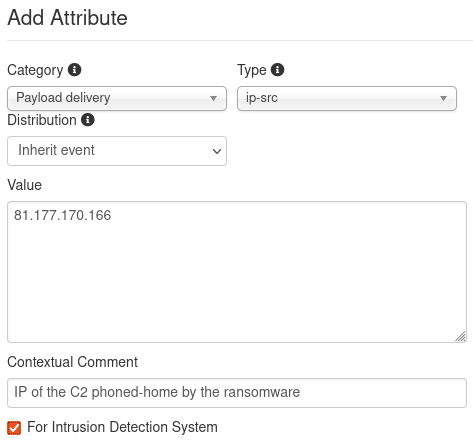 Add Attribute
Category Type
Payload delivery ip-src
Distribution
Inherit event
Value
81.177.170.166
Contextual Comment
IP of the C2 phoned-home by the ransomware
For Intrusion Detection System